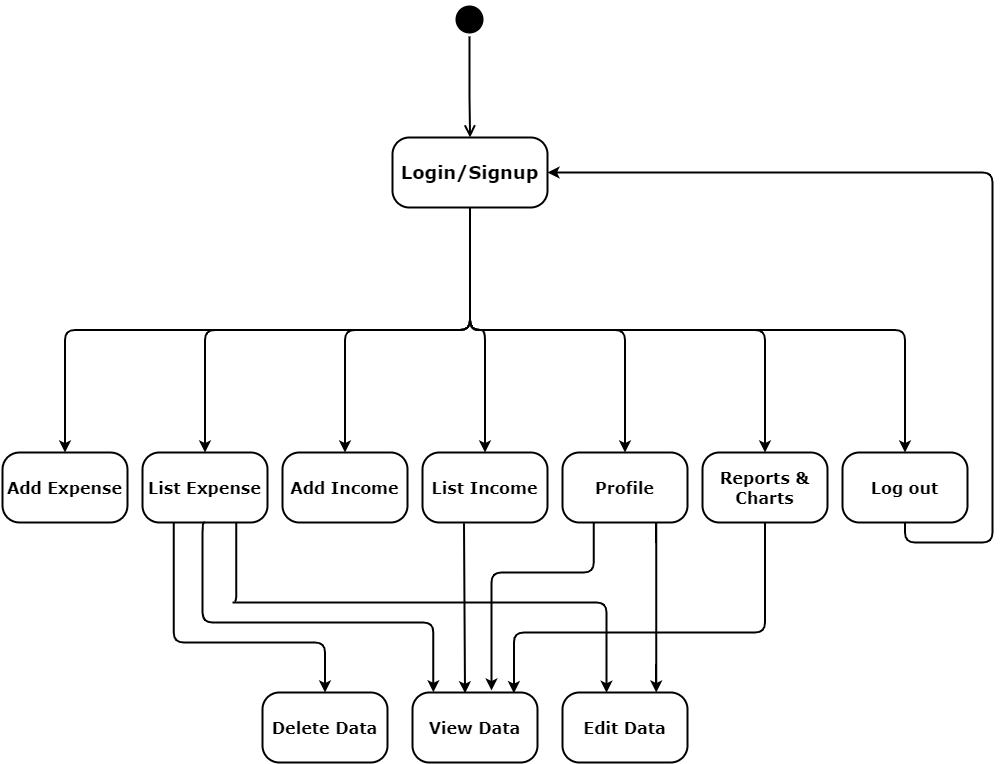 Login/Signup
Add Expense
List Expense
Add Income
List Income
Profile
Reports &
Charts
Log out
Delete Data
View Data
Edit Data